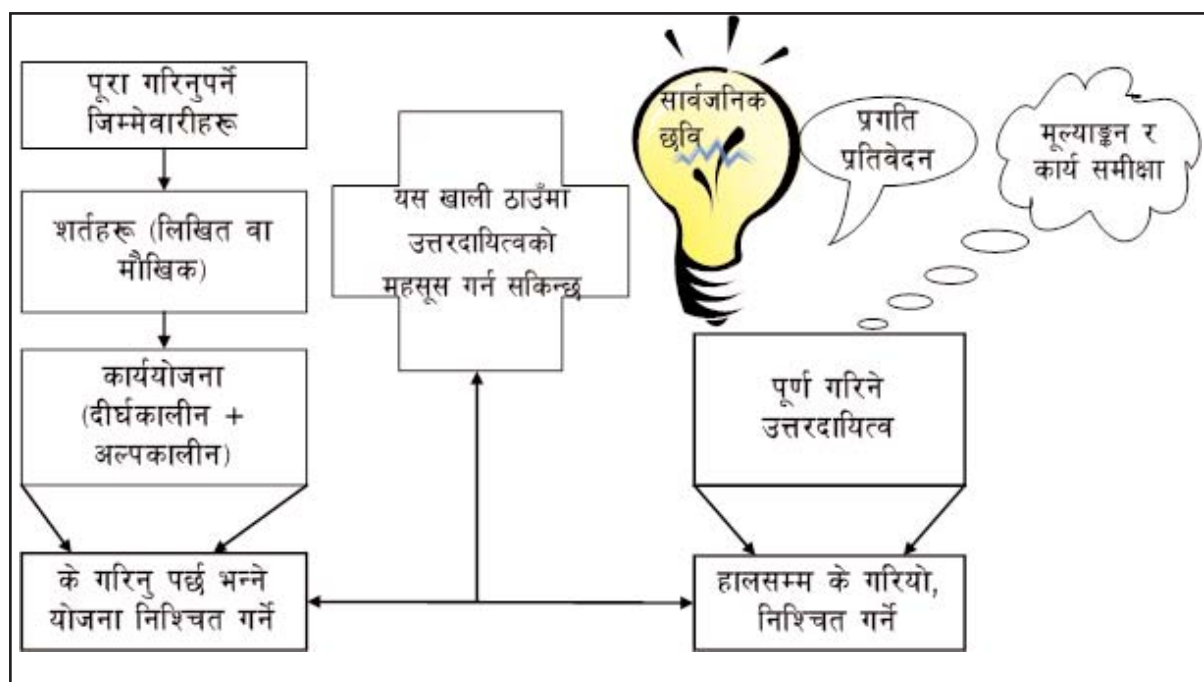 पूरा गरिनुपर्ने
जिम्मेवारीहरू
शर्तहरू (लिखित वा
मौखिक)
कार्ययोजना
(दीर्घकालीन +
अल्पकालीन)
के गरिनु पर्छ भन्ने
योजना निश्चित गर्ने
यस खाली ठाउँमा
उत्तरदायित्वको
महसूस गर्न सकिन्छ
सार्वजनिक
छवि
प्रगति
प्रतिवेदन
मूल्याङ्कन र
कार्य समीक्षा
पूर्ण गरिने
उत्तरदायित्व
हालसम्म के गरियो,
निश्चित गर्ने